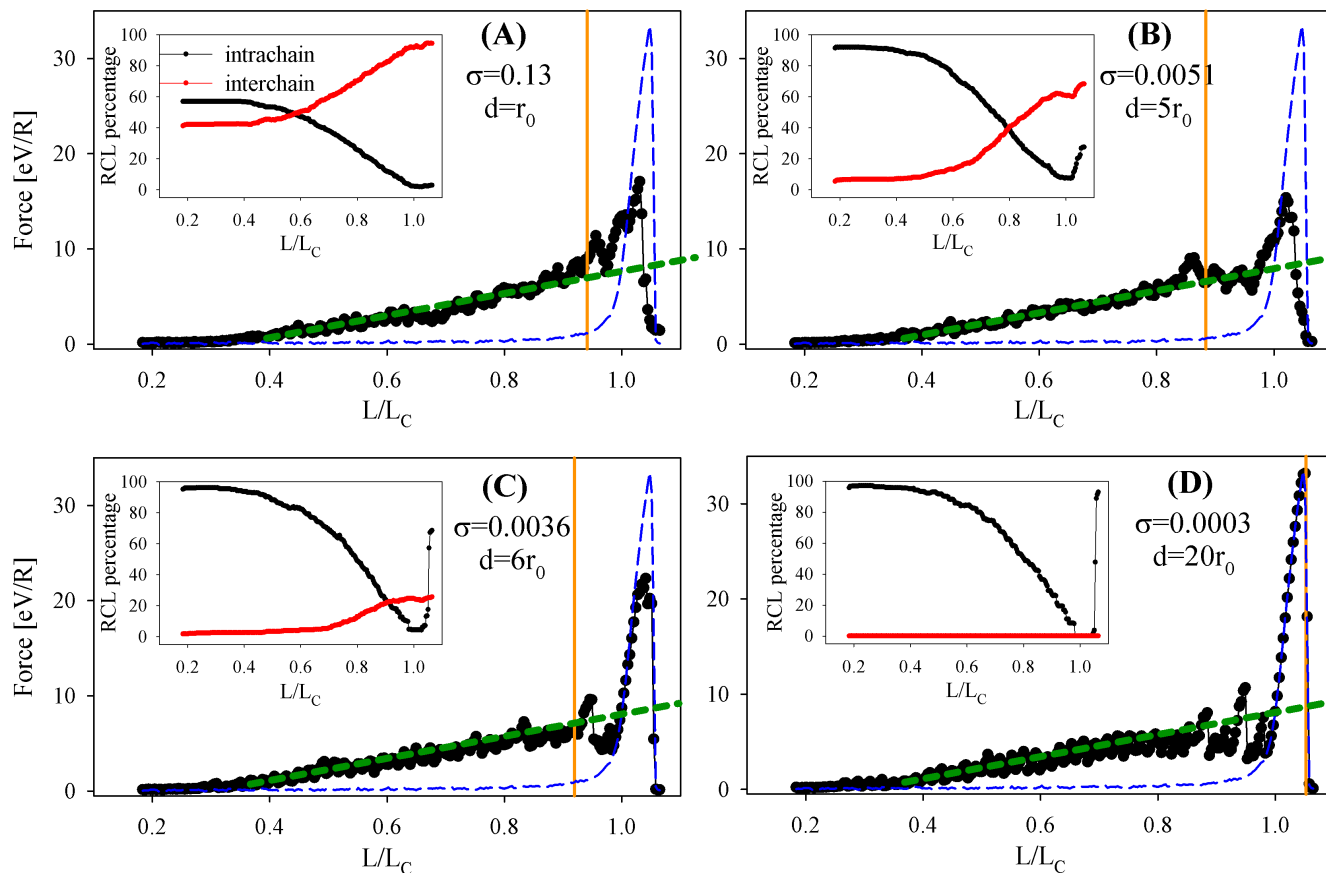 (A)
σ=0.13
d=r0
intrachain
interchain
RCL percentage
100
80
60
40
20
0
0.2 0.4 0.6 0.8 1.0
L/LC
Force [eV/R]
30
20
10
0
0.2 0.4 0.6 0.8 1.0
L/LC
(B)
σ=0.0051
d=5r0
RCL percentage
100
80
60
40
20
0
0.2 0.4 0.6 0.8 1.0
L/LC
30
20
10
0
0.2 0.4 0.6 0.8 1.0
L/LC
(C)
σ=0.0036
d=6r0
RCL percentage
100
80
60
40
20
0
0.2 0.4 0.6 0.8 1.0
L/LC
Force [eV/R]
30
20
10
0
0.2 0.4 0.6 0.8 1.0
L/LC
(D)
σ=0.0003
d=20r0
RCL percentage
100
80
60
40
20
0
0.2 0.4 0.6 0.8 1.0
L/LC
30
20
10
0
0.2 0.4 0.6 0.8 1.0
L/LC